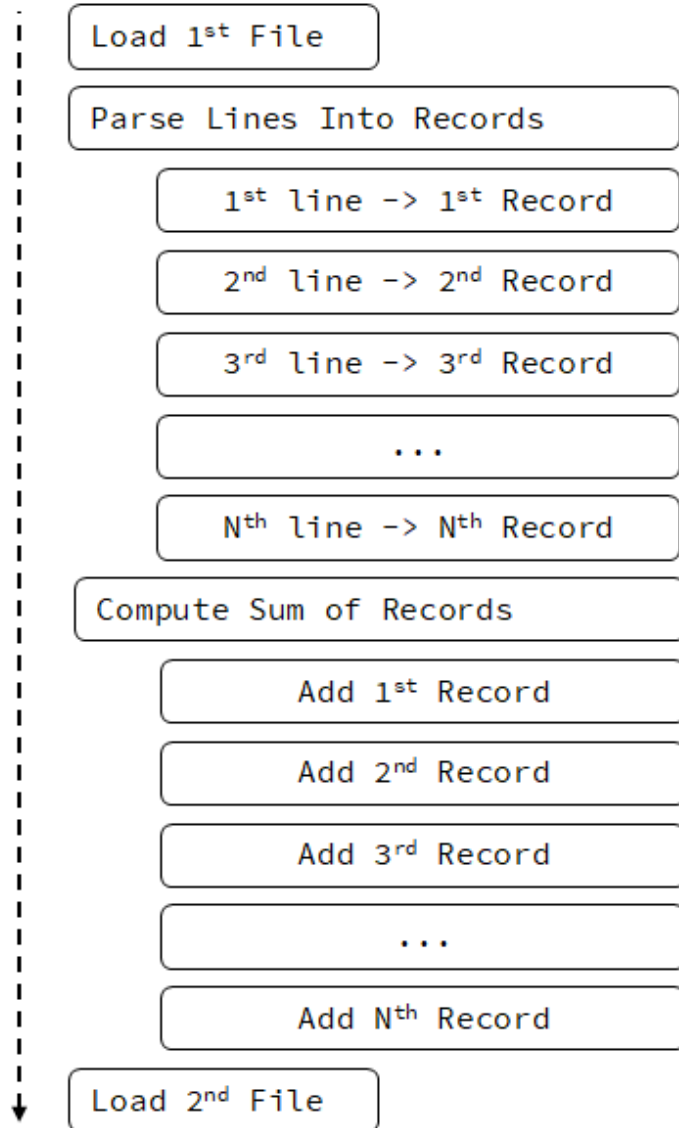 Load 1st File
Parse Lines Into Records
1st line -> 1st Record
2nd line -> 2nd Record
3rd line -> 3rd Record
...
Nth line -> Nth Record
Compute Sum of Records
Add 1st Record
Add 2nd Record
Add 3rd Record
...
Add Nth Record
Load 2nd File